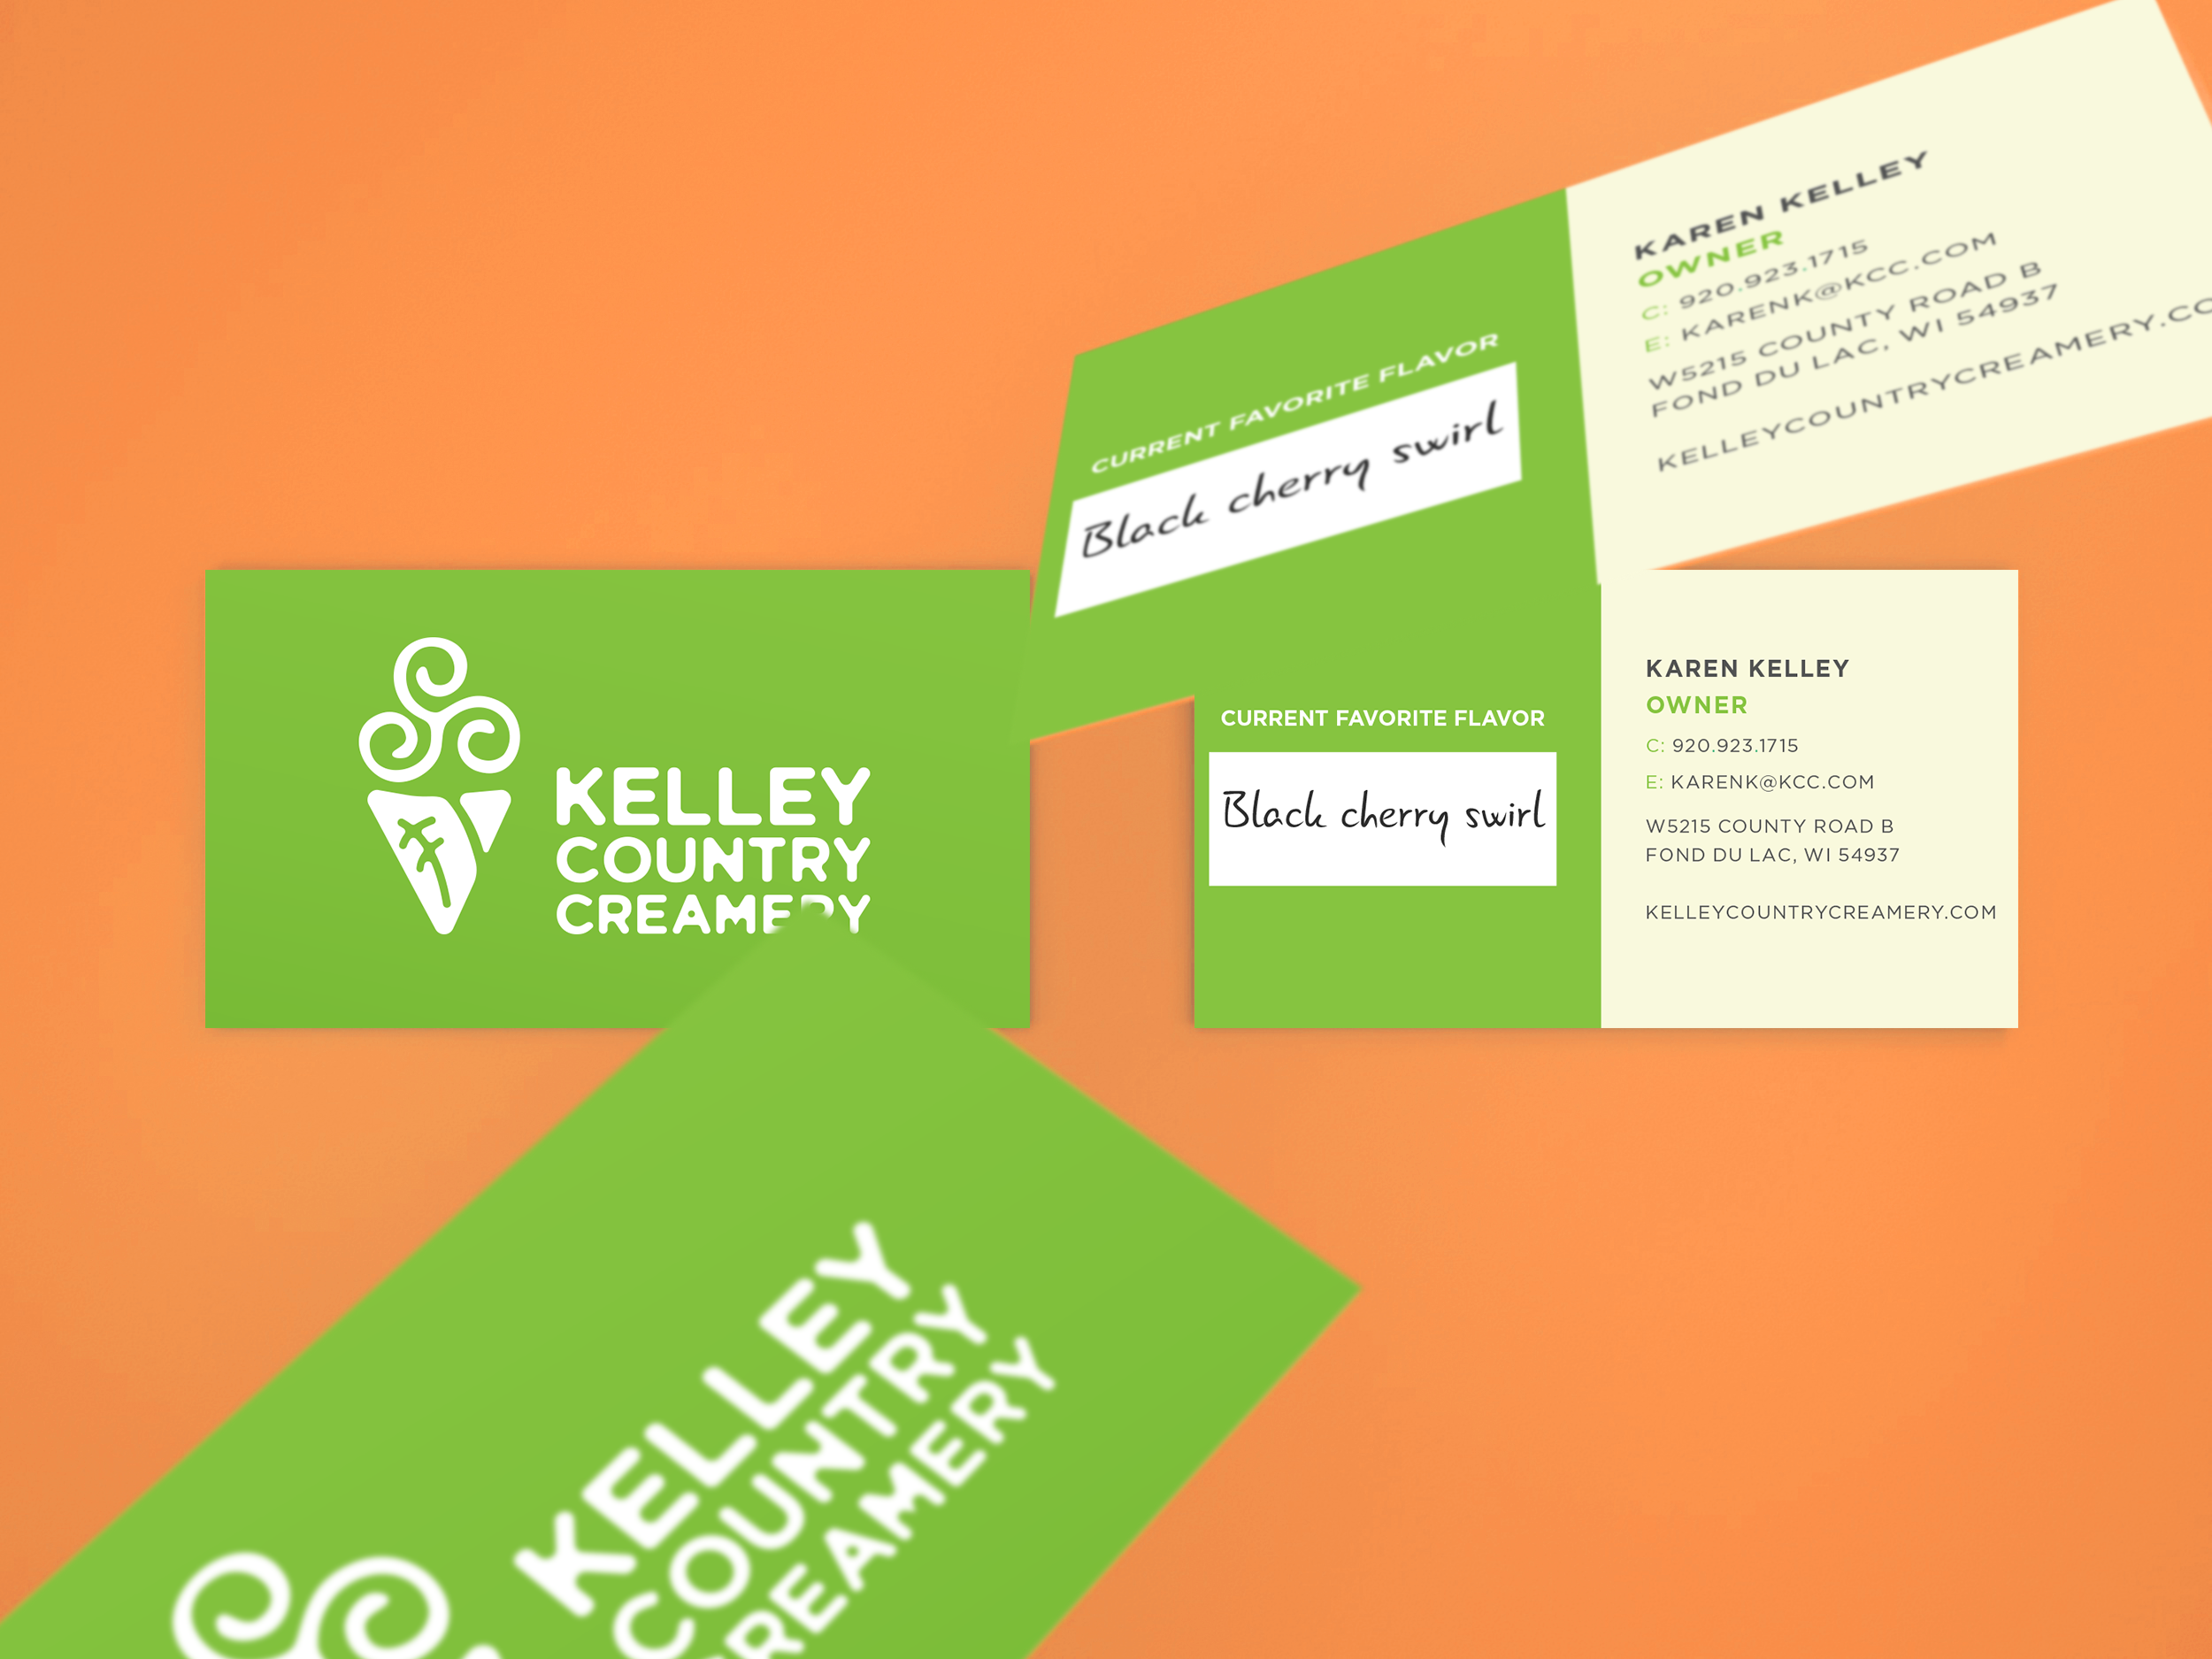 CURRENT FAVORITE FLAVOR
Black cherry swirl
KAREN KELLEY
OWNER
C: 920.923.1715
E: KARENK@KCC.COM
W5215 COUNTY ROAD B
FOND DU LAC, WI 54937
KELLEYCOUNTRYCREAMERY.CO
KELLEY
COUNTRY
CREAMERY
CURRENT FAVORITE FLAVOR
Black cherry swirl
KAREN KELLEY
OWNER
C: 920.923.1715
E: KARENK@KCC.COM
W5215 COUNTY ROAD B
FOND DU LAC, WI 54937
KELLEYCOUNTRYCREAMERY.COM
KELLEY
COUNTRY
CREAMERY